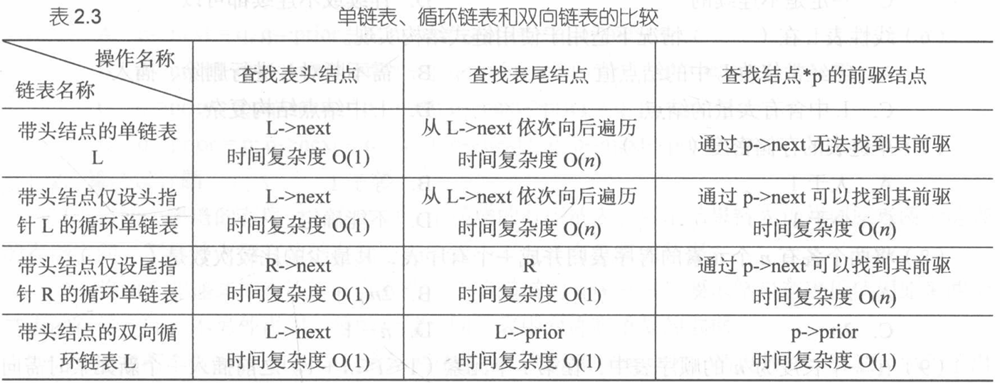 表 2.3 单链表、循环链表和双向链表的比较
操作名称
链表名称
查找表头结点
查找表尾结点
查找结点*p 的前驱结点
带头结点的单链表
L
L->next
时间复杂度 O(1)
从 L->next 依次向后遍历
时间复杂度 O(n)
通过 p->next 无法找到其前驱
带头结点仅设头指
针 L 的循环单链表
L->next
时间复杂度 O(1)
从 L->next 依次向后遍历
时间复杂度 O(n)
通过 p->next 可以找到其前驱
时间复杂度 O(n)
带头结点仅设尾指
针 R 的循环单链表
R->next
时间复杂度 O(1)
R
时间复杂度 O(1)
通过 p->next 可以找到其前驱
时间复杂度 O(n)
带头结点的双向循
环链表 L
L->next
时间复杂度 O(1)
L->prior
时间复杂度 O(1)
p->prior
时间复杂度 O(1)